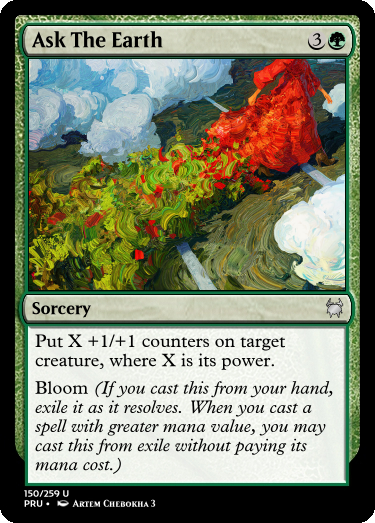 Ask The Earth 3
Sorcery
Put X +1/+1 counters on target
creature, where X is its power.
Bloom (If you cast this from your hand,
exile it as it resolves. When you cast a
spell with greater mana value, you may
cast this from exile without paying its
mana cost.)
150/259 U
PRU • Artem Chebokha 3